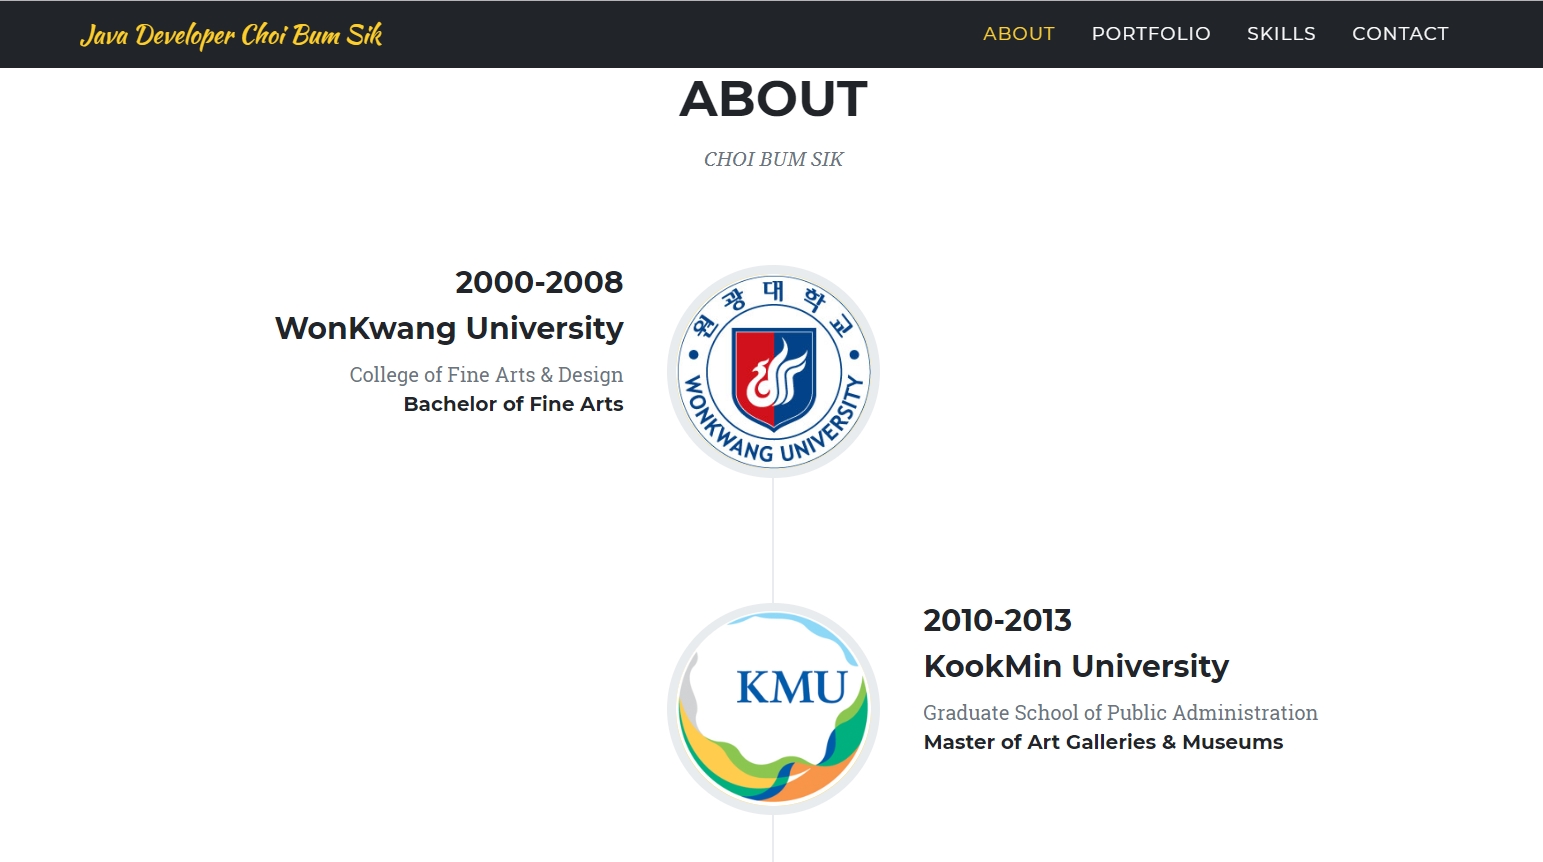 Java Developer Choi Bum Sik
ABOUT PORTFOLIO SKILLS CONTACT
ABOUT
CHOI BUM SIK
2000-2008
WonKwang University
College of Fine Arts & Design
Bachelor of Fine Arts
원광대학교
WONKWANG UNIVERSITY
KMU
2010-2013
KookMin University
Graduate School of Public Administration
Master of Art Galleries & Museums